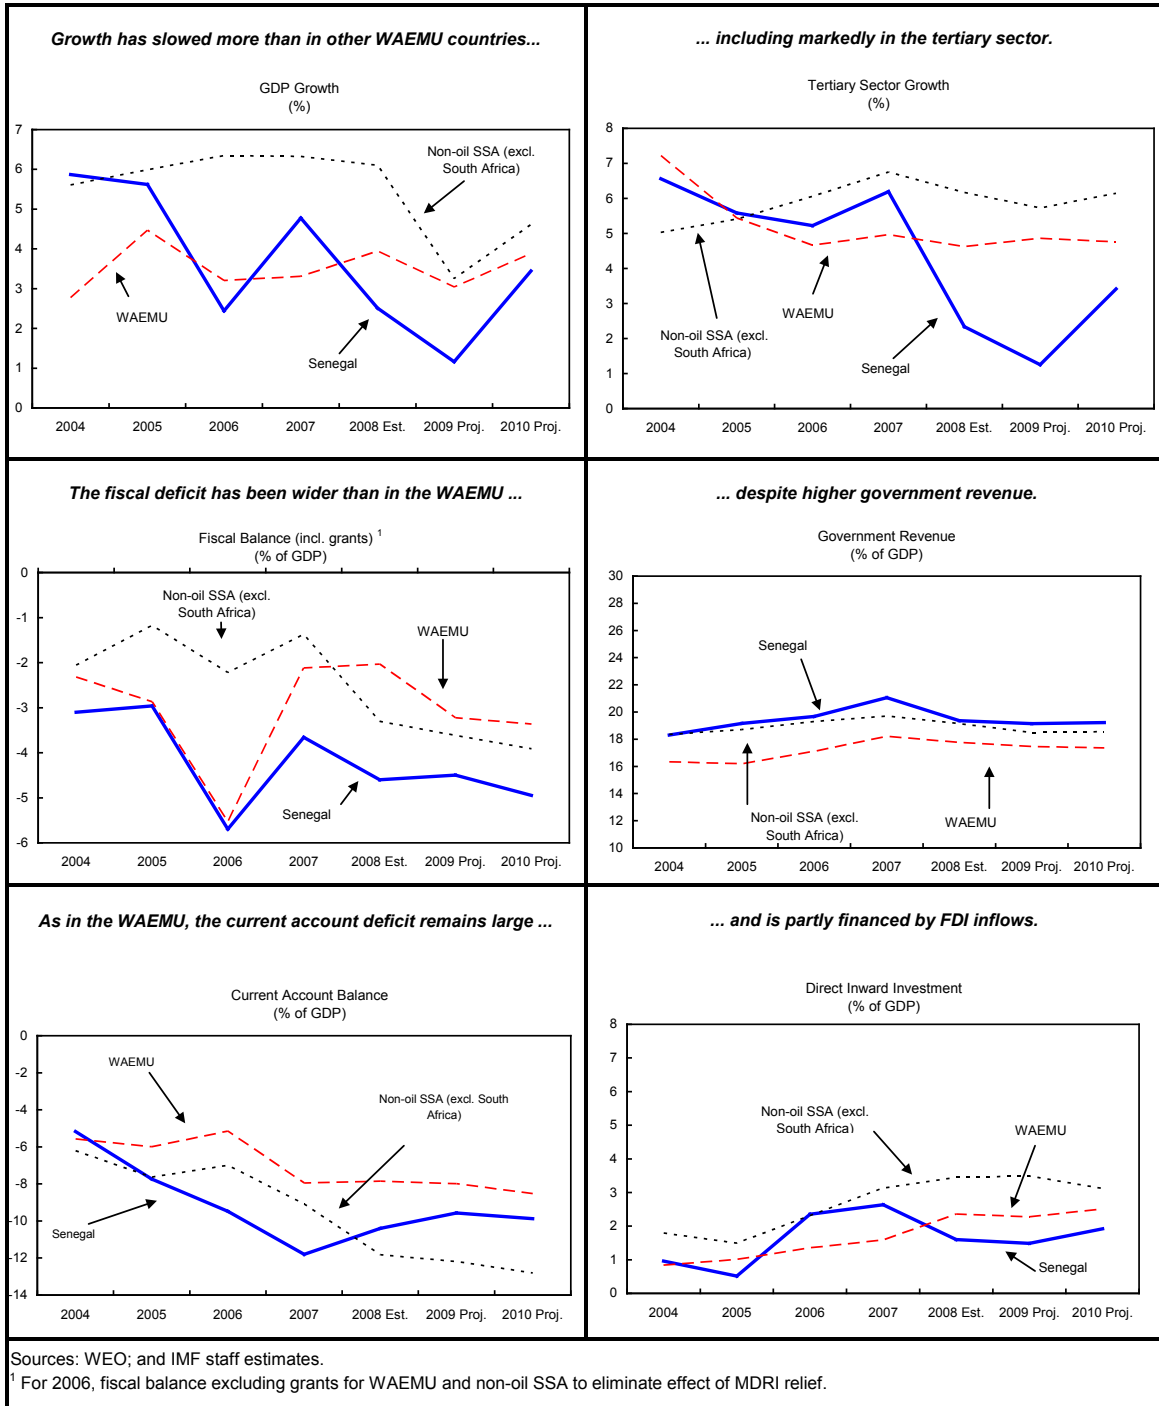 Growth has slowed more than in other WAEMU countries...
GDP Growth
(%)
7
6
5
4
3
2
1
0
Non-oil SSA (excl.
South Africa)
WAEMU
Senegal
2004 2005 2006 2007 2008 Est. 2009 Proj. 2010 Proj.
... including markedly in the tertiary sector.
Tertiary Sector Growth
(%)
8
7
6
5
4
3
2
1
0
WAEMU
Non-oil SSA (excl.
South Africa)
Senegal
2004 2005 2006 2007 2008 Est. 2009 Proj. 2010 Proj.
The fiscal deficit has been wider than in the WAEMU ...
Fiscal Balance (incl. grants) 1
(% of GDP)
0
-1
-2
-3
-4
-5
-6
Non-oil SSA (excl.
South Africa)
WAEMU
Senegal
2004 2005 2006 2007 2008 Est. 2009 Proj. 2010 Proj.
... despite higher government revenue.
Government Revenue
(% of GDP)
30
28
26
24
22
20
18
16
14
12
10
Senegal
Non-oil SSA (excl.
South Africa)
WAEMU
2004 2005 2006 2007 2008 Est. 2009 Proj. 2010 Proj.
As in the WAEMU, the current account deficit remains large ...
Current Account Balance
(% of GDP)
0
-2
-4
-6
-8
-10
-12
-14
WAEMU
Non-oil SSA (excl. South
Africa)
Senegal
2004 2005 2006 2007 2008 Est. 2009 Proj. 2010 Proj.
... and is partly financed by FDI inflows.
Direct Inward Investment
(% of GDP)
8
7
6
5
4
3
2
1
0
Non-oil SSA (excl.
South Africa)
WAEMU
Senegal
2004 2005 2006 2007 2008 Est. 2009 Proj. 2010 Proj.
Sources: WEO; and IMF staff estimates.
1 For 2006, fiscal balance excluding grants for WAEMU and non-oil SSA to eliminate effect of MDRI relief.